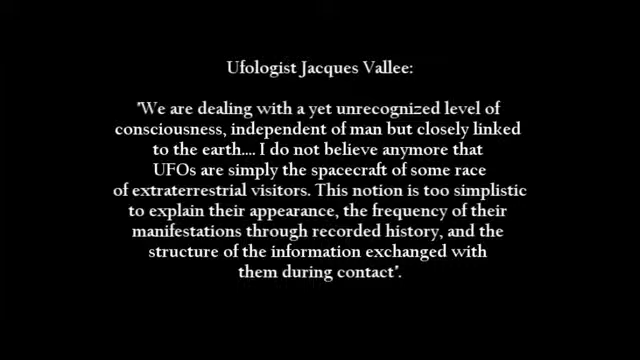 Ufologist Jacques Vallee:
"We are dealing with a yet unrecognized level of
consciousness, independent of man but closely linked
to the earth.... I do not believe anymore that
UFOs are simply the spacecraft of some race
of extraterrestrial visitors. This notion is too simplistic
to explain their appearance, the frequency of their
manifestations through recorded history, and the
structure of the information exchanged with
them during contact".